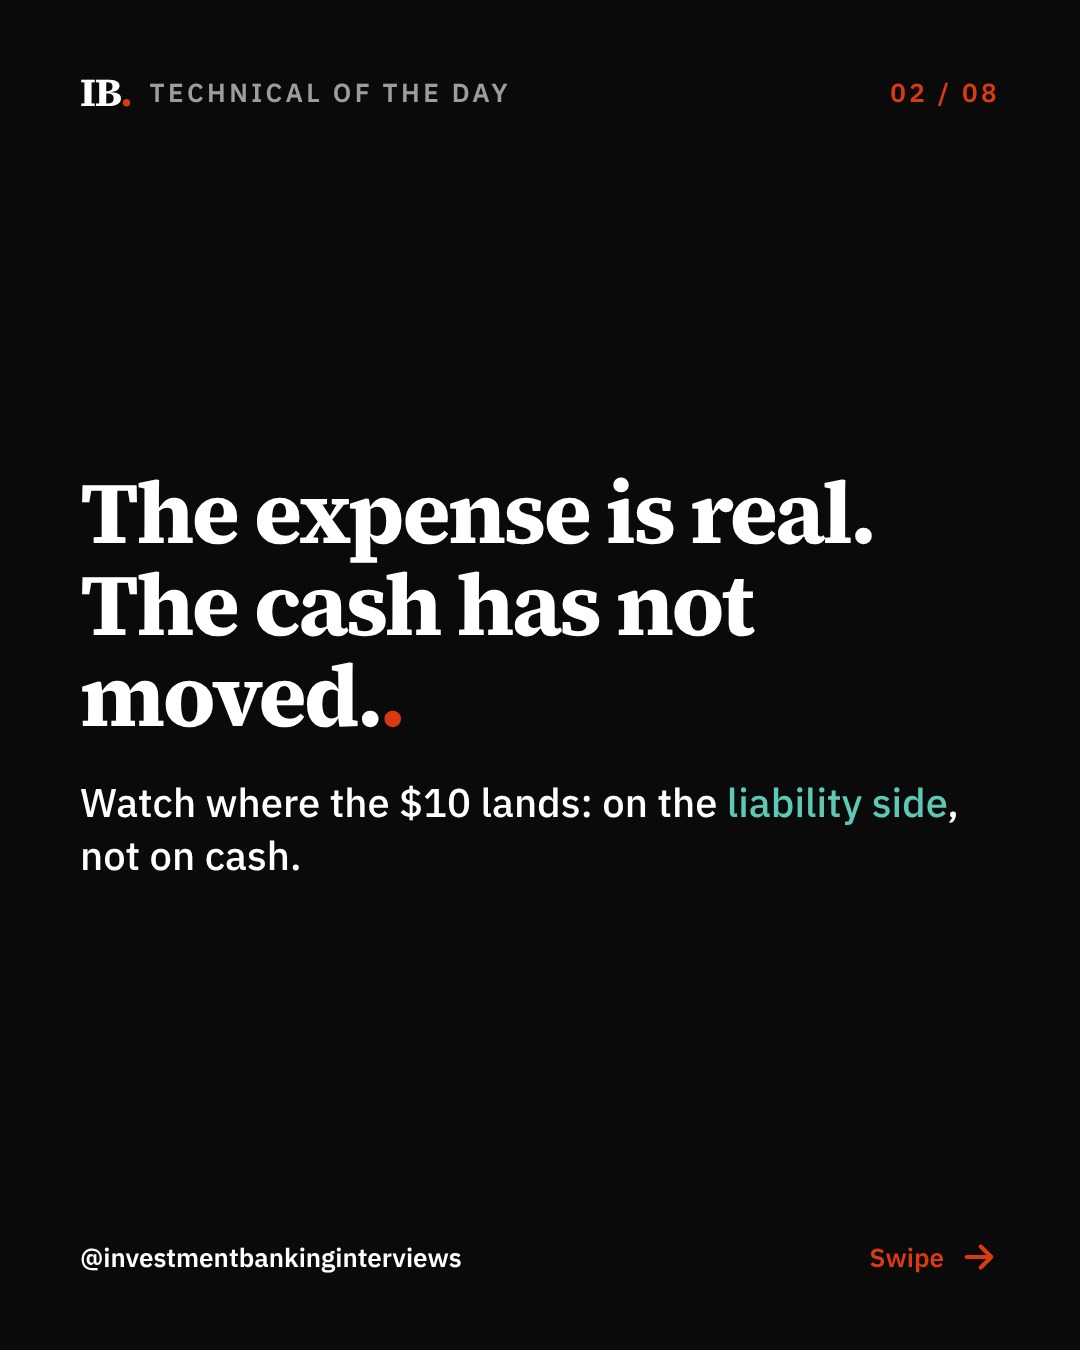 IB. TECHNICAL OF THE DAY
02 / 08
The expense is real.
The cash has not
moved..
Watch where the $10 lands: on the liability side,
not on cash.
@investmentbankinginterviews
Swipe →